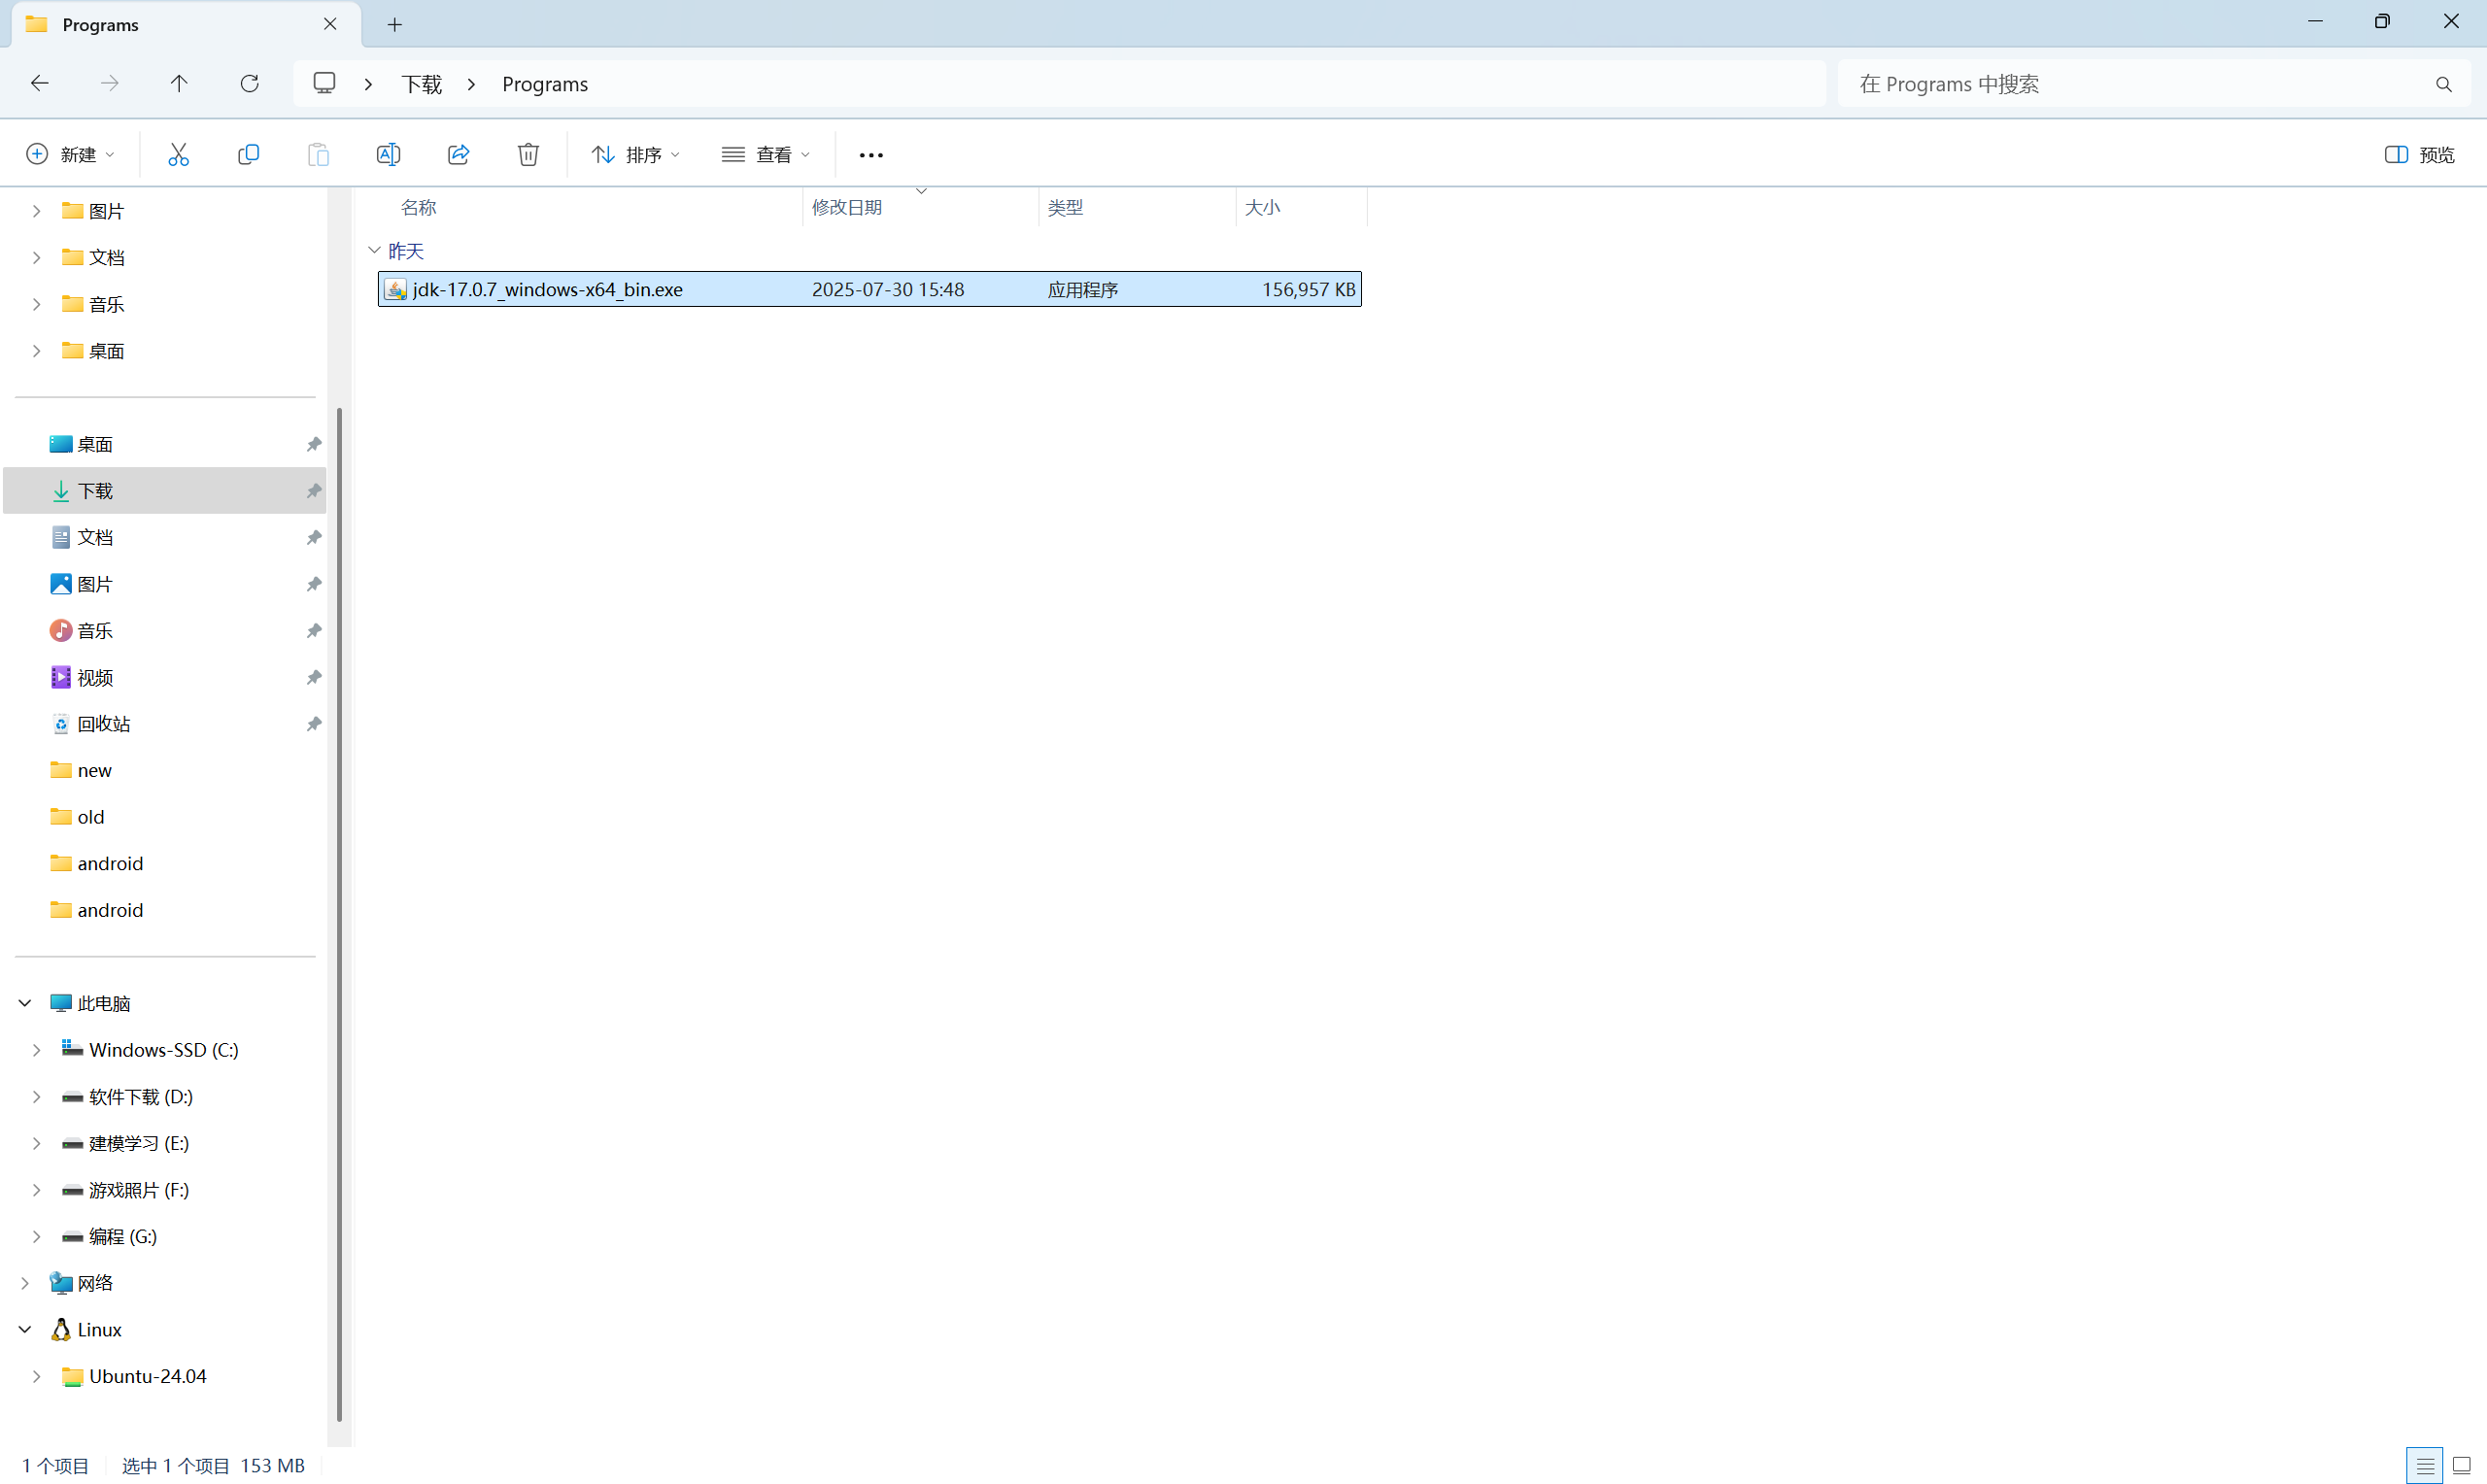 Programs
下载 > Programs
在 Programs 中搜索
新建
排序
查看
预览
图片
文档
音乐
桌面
桌面
下载
文档
图片
音乐
视频
回收站
new
old
android
android
此电脑
Windows-SSD (C:)
软件下载 (D:)
建模学习 (E:)
游戏照片 (F:)
编程 (G:)
网络
Linux
Ubuntu-24.04
名称 修改日期 类型 大小
昨天
jdk-17.0.7_windows-x64_bin.exe 2025-07-30 15:48 应用程序 156,957 KB
1 个项目 选中 1 个项目 153 MB